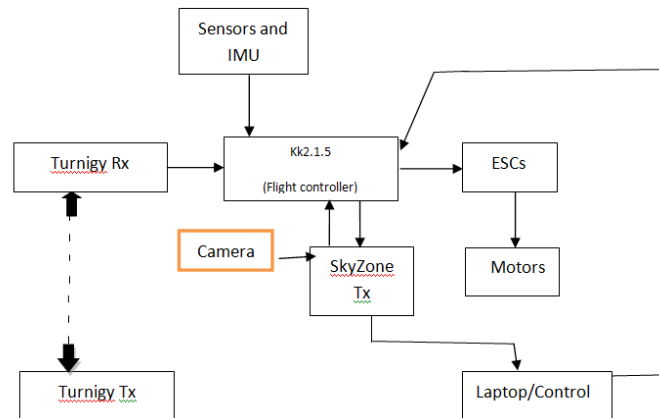 Sensors and
IMU
Kk2.1.5
(Flight controller)
Turnigy Rx
ESCs
Camera
SkyZone
Tx
Motors
Turnigy Tx
Laptop/Control